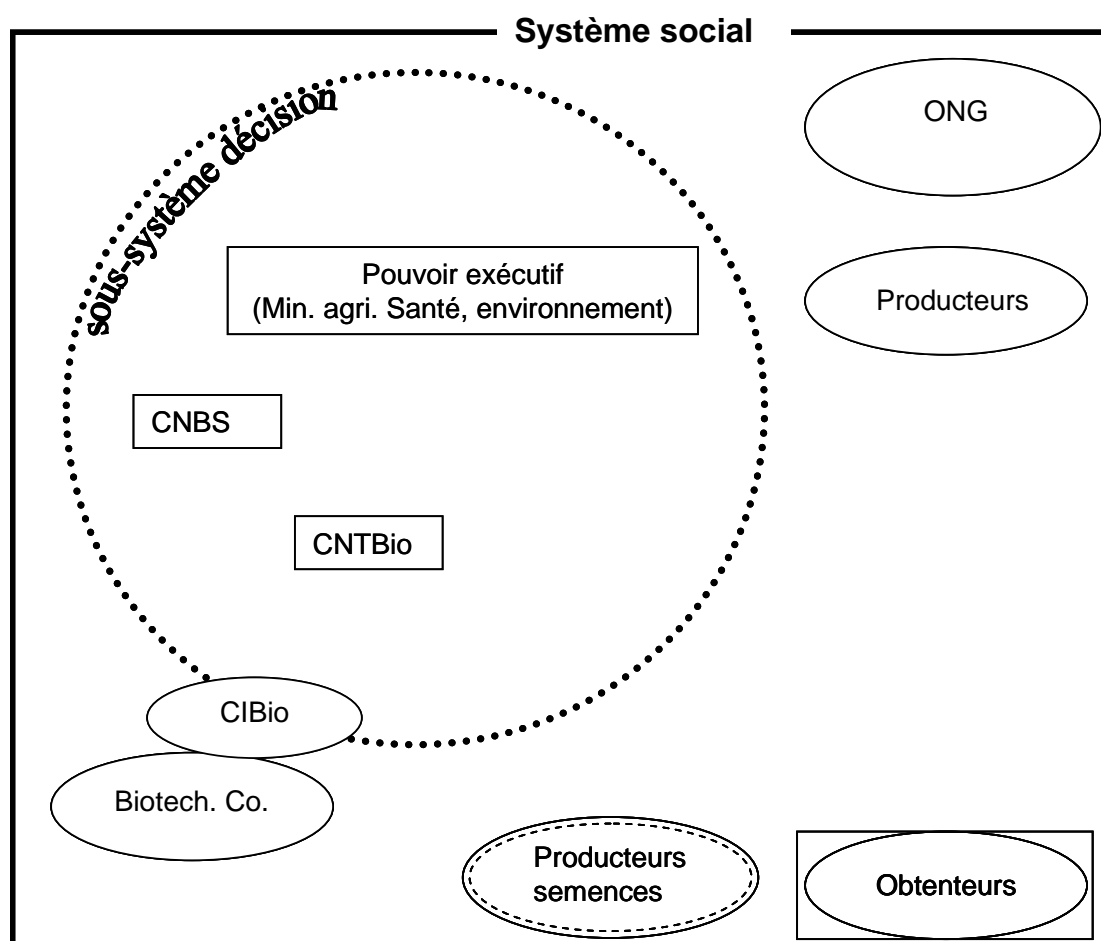 Système social
sous-système décision
ONG
Pouvoir exécutif
(Min. agri. Santé, environnement)
Producteurs
CNBS
CNTBio
CIBio
Biotech. Co.
Producteurs
semences
Obtenteurs